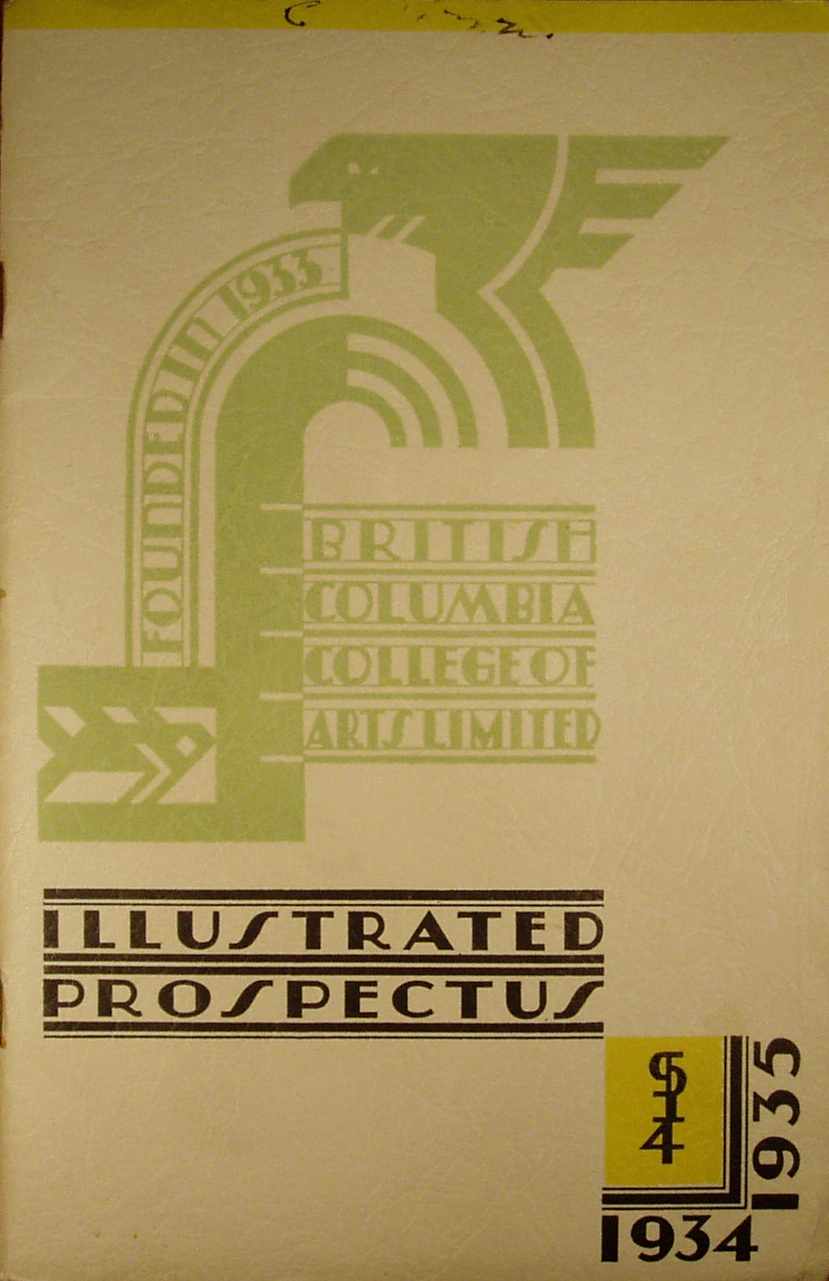 FOUNDED IN 1933
BRITISH
COLUMBIA
COLLEGE OF
ARTS LIMITED
ILLUSTRATED
PROSPECTUS
1934
1935